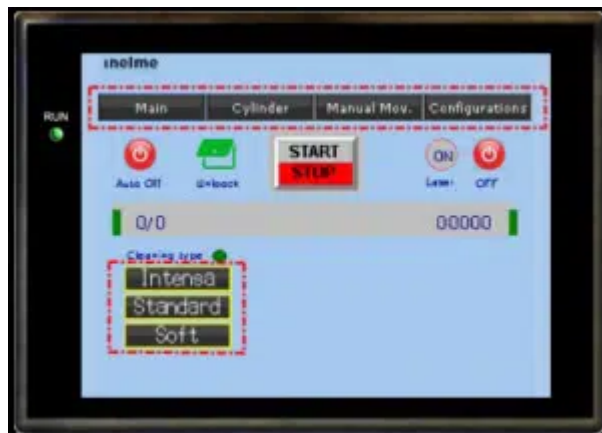 inelme
RUN
Main Cylinder Manual Mov. Configurations
START
STOP
ON
Auto Off Unlock Laser OFF
0/0 00000
Cleaning type
Intensa
Standard
Soft